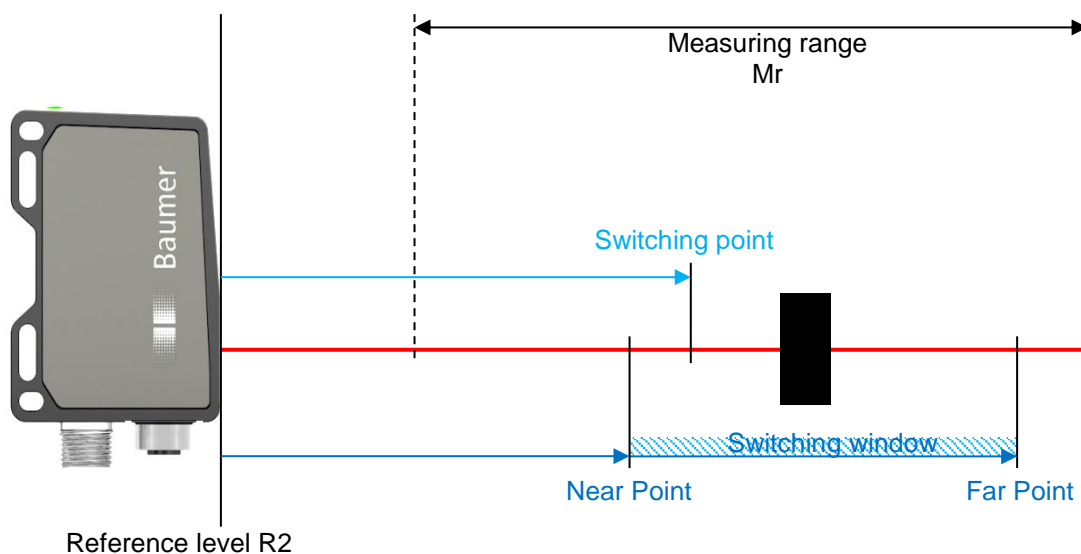 Measuring range
Mr
Baumer
Switching point
Switching window
Near Point
Far Point
Reference level R2